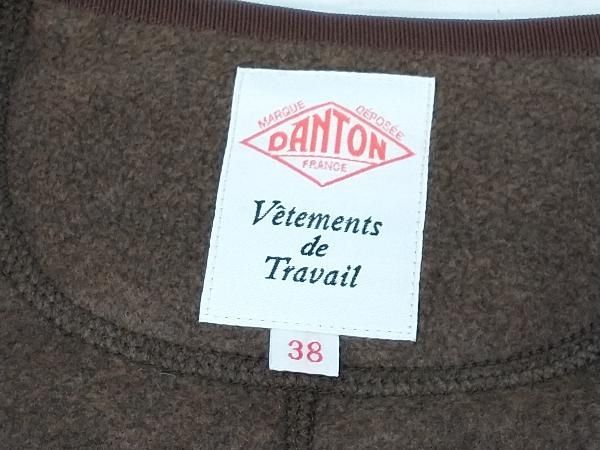 MARQUE DÉPOSÉE
DANTON
FRANCE
Vêtements
de
Travail
38